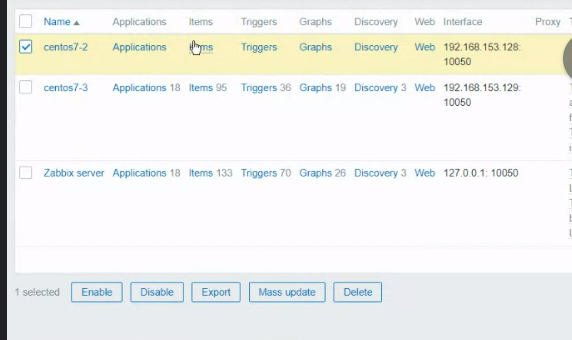 Name Applications Items Triggers Graphs Discovery Web Interface Proxy
centos7-2 Applications Items Triggers Graphs Discovery Web 192.168.153.128:
10050
centos7-3 Applications 18 Items 95 Triggers 36 Graphs 19 Discovery 3 Web 192.168.153.129:
10050
Zabbix server Applications 18 Items 133 Triggers 70 Graphs 26 Discovery 3 Web 127.0.0.1: 10050
1 selected Enable Disable Export Mass update Delete